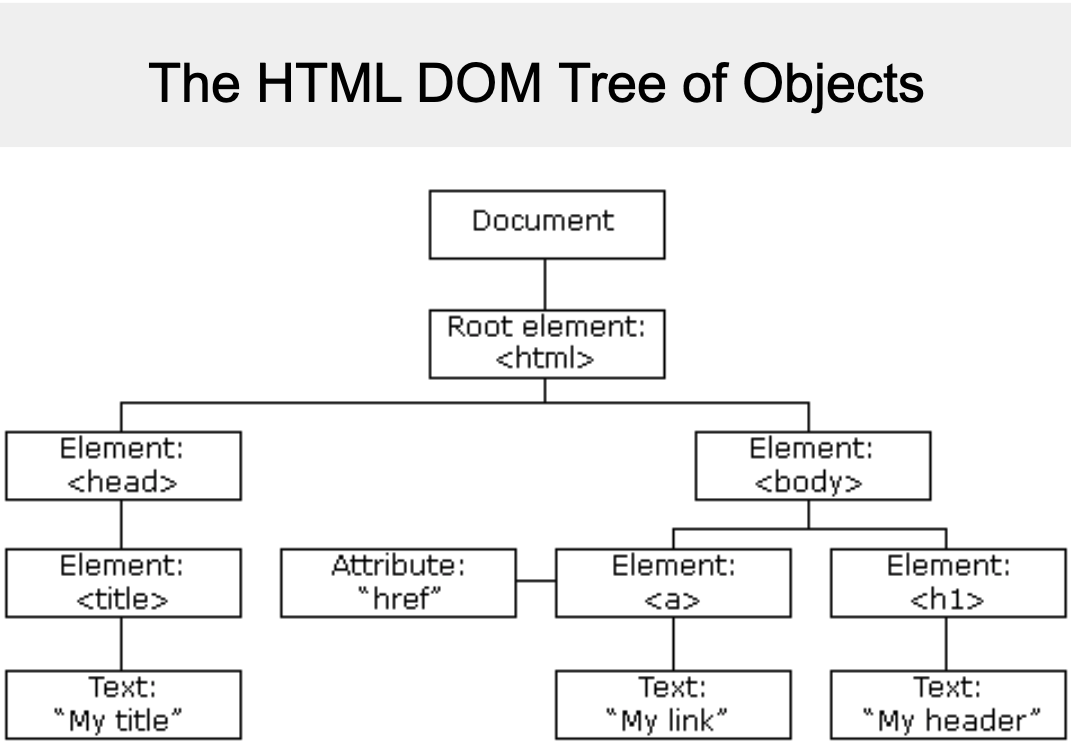 The HTML DOM Tree of Objects
Document
Root element:
<html>
Element:
<head>
Element:
<body>
Element:
<title>
Attribute:
“href”
Element:
<a>
Element:
<h1>
Text:
“My title”
Text:
“My link”
Text:
“My header”